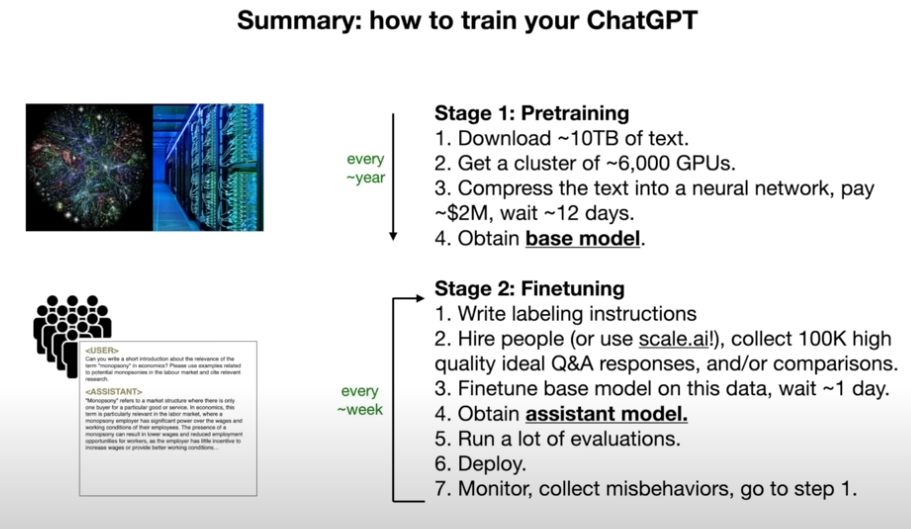 Summary: how to train your ChatGPT
every
~year
Stage 1: Pretraining
1. Download ~10TB of text.
2. Get a cluster of ~6,000 GPUs.
3. Compress the text into a neural network, pay
~$2M, wait ~12 days.
4. Obtain base model.
<USER>
Can you write a short introduction about the relevance of the
term "monopsony" in economics? Please use examples related
to potential monopsonies in the labour market and cite relevant
research.
<ASSISTANT>
"Monopsony" refers to a market structure where there is only
one buyer for a particular good or service. In economics, this
term is particularly relevant in the labor market, where a
monopsony employer has significant power over the wages and
working conditions of their employees. The presence of a
monopsony can result in lower wages and reduced employment
opportunities for workers, as the employer has little incentive to
increase wages or provide better working conditions...
every
~week
Stage 2: Finetuning
1. Write labeling instructions
2. Hire people (or use scale.ai!), collect 100K high
quality ideal Q&A responses, and/or comparisons.
3. Finetune base model on this data, wait ~1 day.
4. Obtain assistant model.
5. Run a lot of evaluations.
6. Deploy.
7. Monitor, collect misbehaviors, go to step 1.